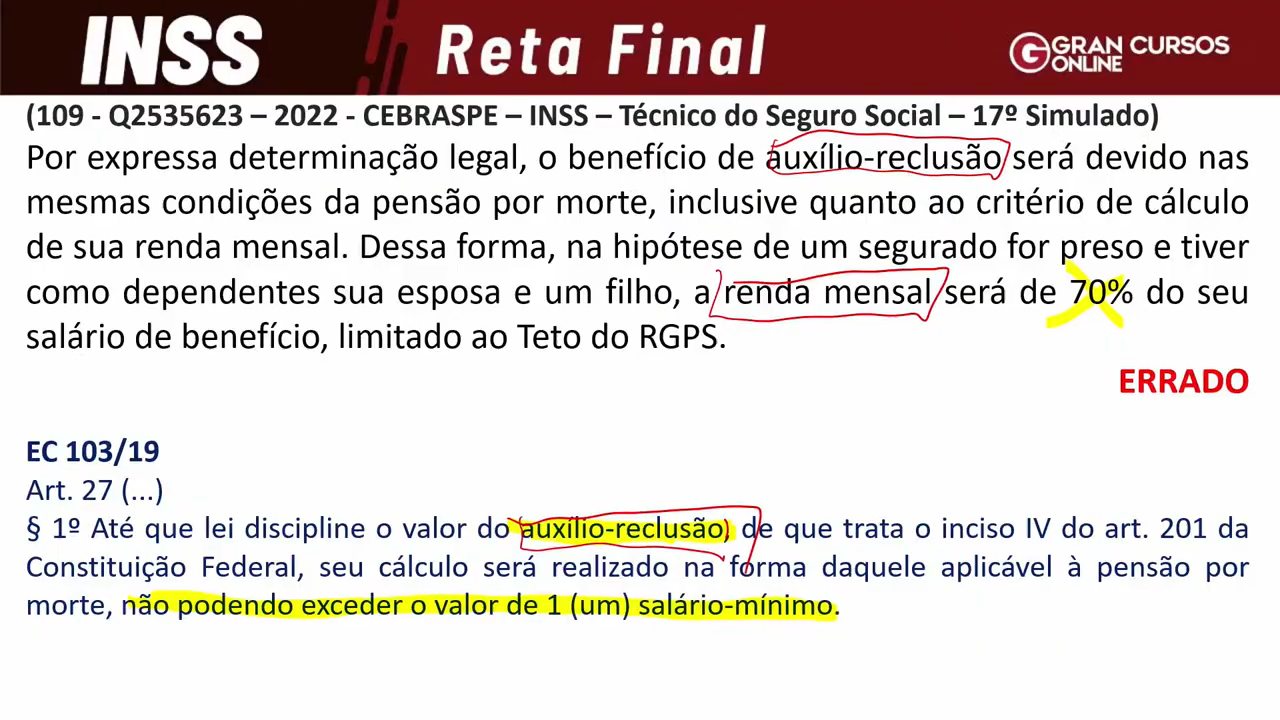 INSS
Reta Final
GRAN CURSOS
ONLINE
(109 - Q2535623 – 2022 - CEBRASPE – INSS – Técnico do Seguro Social – 17º Simulado)
Por expressa determinação legal, o benefício de auxílio-reclusão será devido nas
mesmas condições da pensão por morte, inclusive quanto ao critério de cálculo
de sua renda mensal. Dessa forma, na hipótese de um segurado for preso e tiver
como dependentes sua esposa e um filho, a renda mensal será de 70% do seu
salário de benefício, limitado ao Teto do RGPS.
ERRADO
EC 103/19
Art. 27 (...)
§ 1º Até que lei discipline o valor do auxílio-reclusão, de que trata o inciso IV do art. 201 da
Constituição Federal, seu cálculo será realizado na forma daquele aplicável à pensão por
morte, não podendo exceder o valor de 1 (um) salário-mínimo.